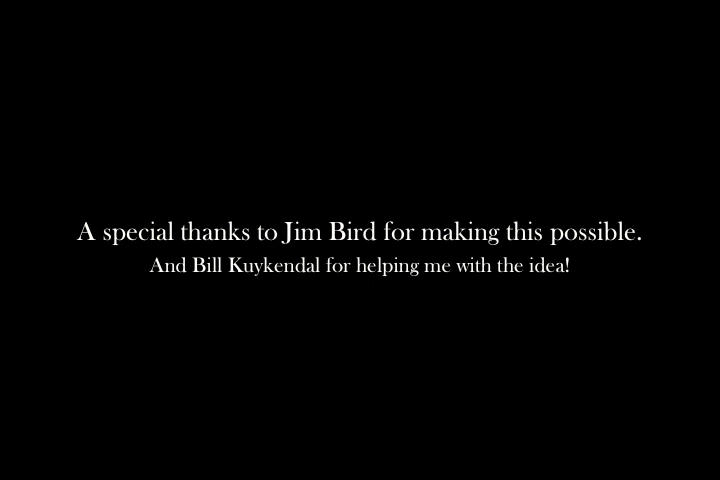 A special thanks to Jim Bird for making this possible.
And Bill Kuykendal for helping me with the idea!